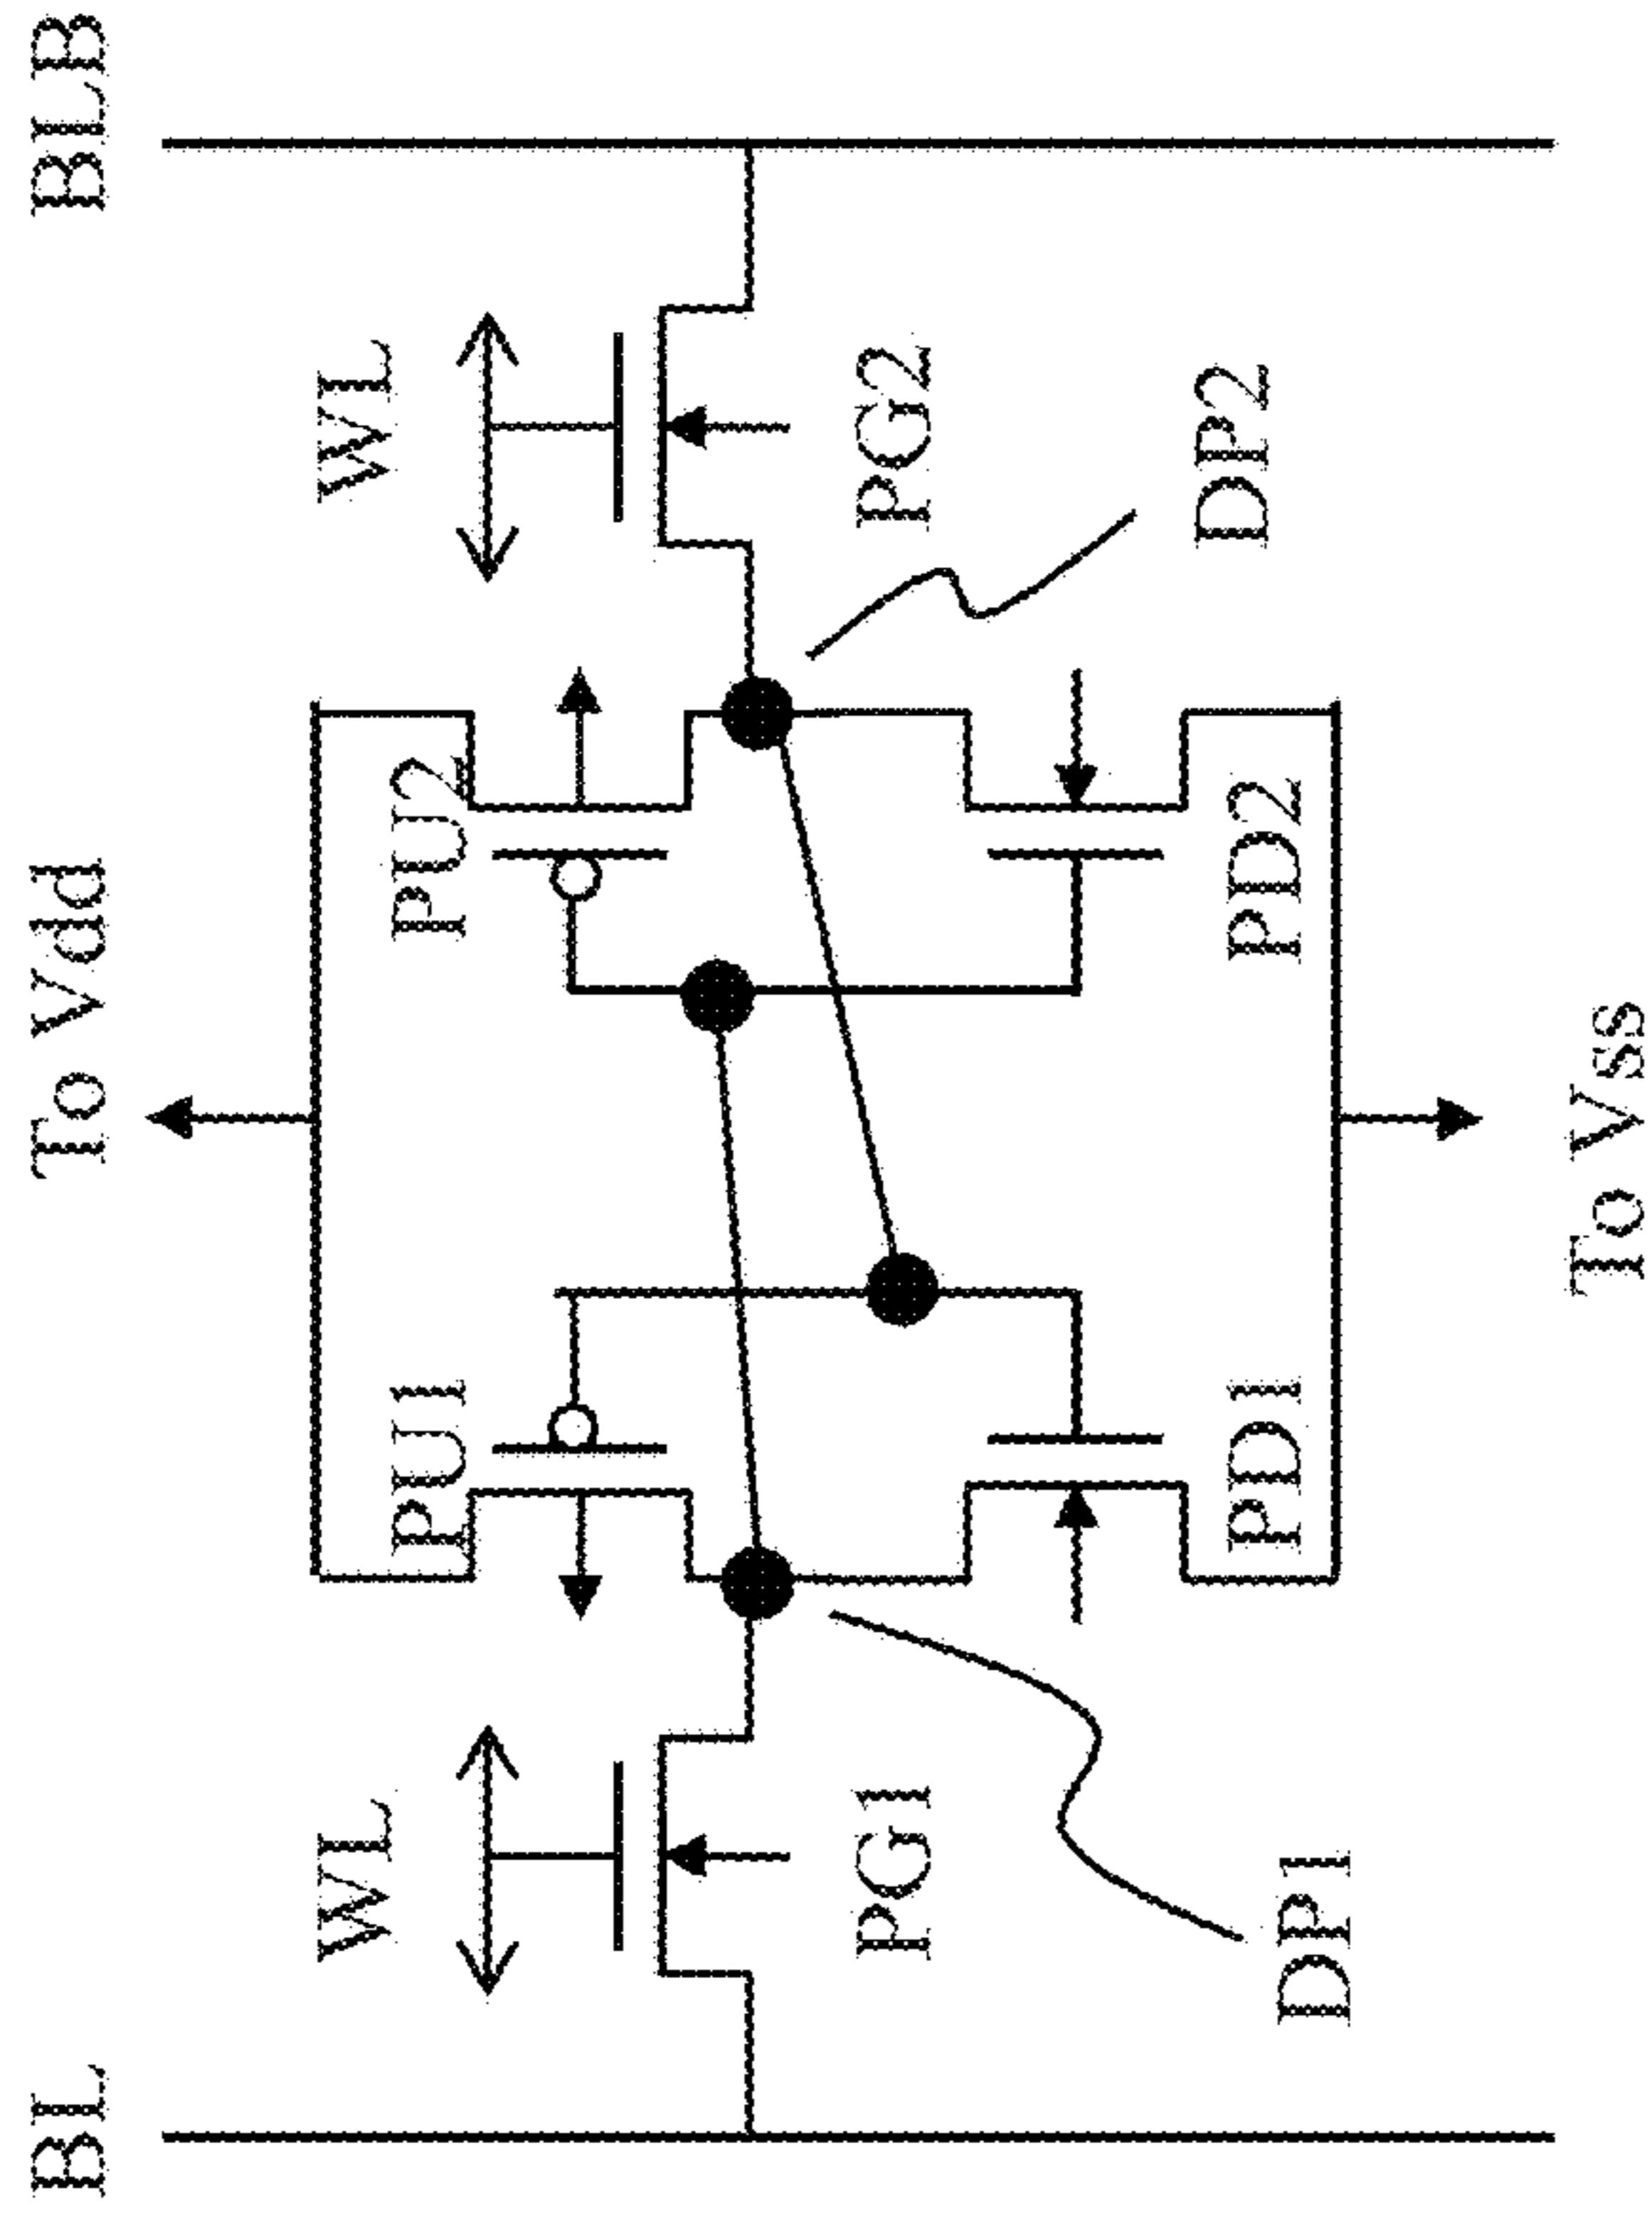 BL
To Vdd
BLB
WL
WL
PU1
PU2
PG1
PG2
PD1
PD2
DP2
DP1
To Vss